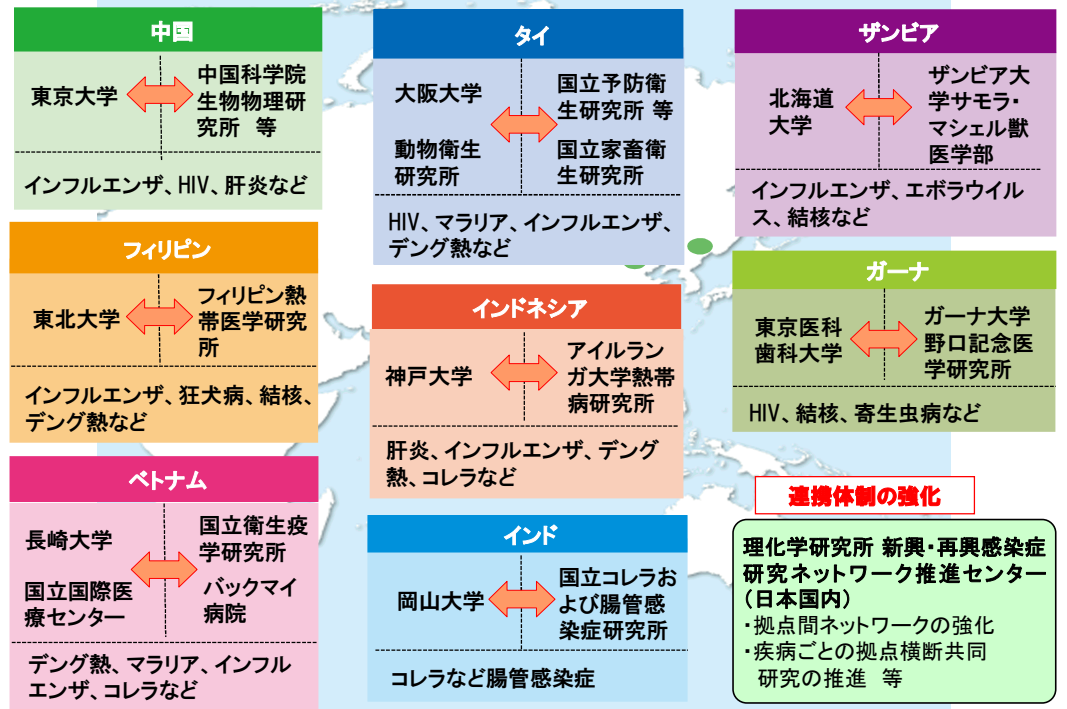 中国
東京大学
中国科学院
生物物理研
究所 等
インフルエンザ、HIV、肝炎など
タイ
大阪大学
動物衛生
研究所
国立予防衛
生研究所 等
国立家畜衛
生研究所
HIV、マラリア、インフルエンザ、
デング熱など
ザンビア
北海道
大学
ザンビア大
学サモラ・
マシェル獣
医学部
インフルエンザ、エボラウイル
ス、結核など
フィリピン
東北大学
フィリピン熱
帯医学研究
所
インフルエンザ、狂犬病、結核、
デング熱など
インドネシア
神戸大学
アイルラン
ガ大学熱帯
病研究所
肝炎、インフルエンザ、デング
熱、コレラなど
ガーナ
東京医科
歯科大学
ガーナ大学
野口記念医
学研究所
HIV、結核、寄生虫病など
ベトナム
長崎大学
国立国際医
療センター
国立衛生疫
学研究所
バックマイ
病院
デング熱、マラリア、インフル
エンザ、コレラなど
インド
岡山大学
国立コレラお
よび腸管感
染症研究所
コレラなど腸管感染症
連携体制の強化
理化学研究所 新興・再興感染症
研究ネットワーク推進センター
（日本国内）
・拠点間ネットワークの強化
・疾病ごとの拠点横断共同
研究の推進 等